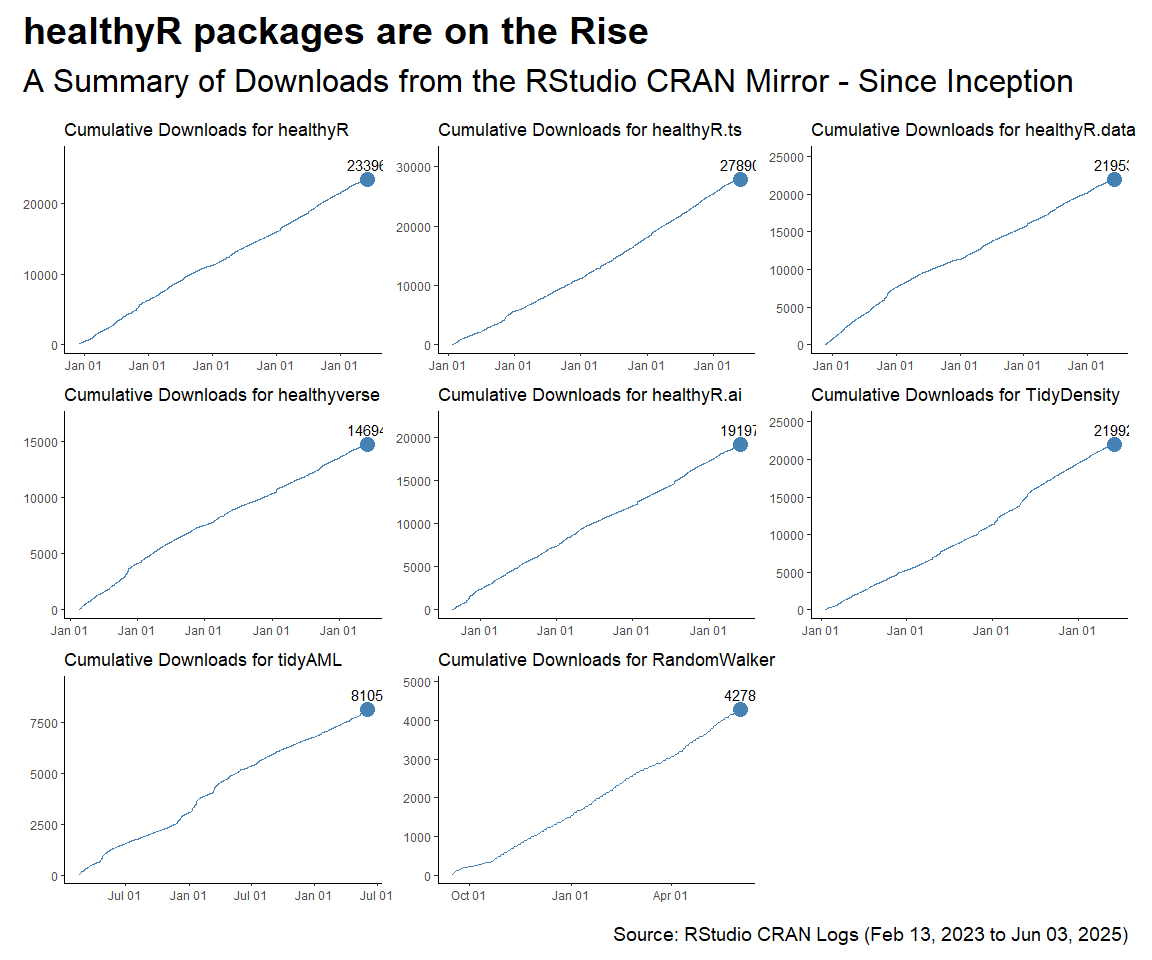 healthyR packages are on the Rise
A Summary of Downloads from the RStudio CRAN Mirror - Since Inception
Cumulative Downloads for healthyR
23396
20000
10000
0
Jan 01 Jan 01 Jan 01 Jan 01 Jan 01
Cumulative Downloads for healthyR.ts
27890
30000
20000
10000
0
Jan 01 Jan 01 Jan 01 Jan 01 Jan 01
Cumulative Downloads for healthyR.data
21953
25000
20000
15000
10000
5000
0
Jan 01 Jan 01 Jan 01 Jan 01 Jan 01
Cumulative Downloads for healthyverse
14694
15000
10000
5000
0
Jan 01 Jan 01 Jan 01 Jan 01 Jan 01
Cumulative Downloads for healthyR.ai
19197
20000
15000
10000
5000
0
Jan 01 Jan 01 Jan 01 Jan 01
Cumulative Downloads for TidyDensity
21992
25000
20000
15000
10000
5000
0
Jan 01 Jan 01 Jan 01 Jan 01
Cumulative Downloads for tidyAML
8105
7500
5000
2500
0
Jul 01 Jan 01 Jul 01 Jan 01 Jul 01
Cumulative Downloads for RandomWalker
4278
5000
4000
3000
2000
1000
0
Oct 01 Jan 01 Apr 01
Source: RStudio CRAN Logs (Feb 13, 2023 to Jun 03, 2025)